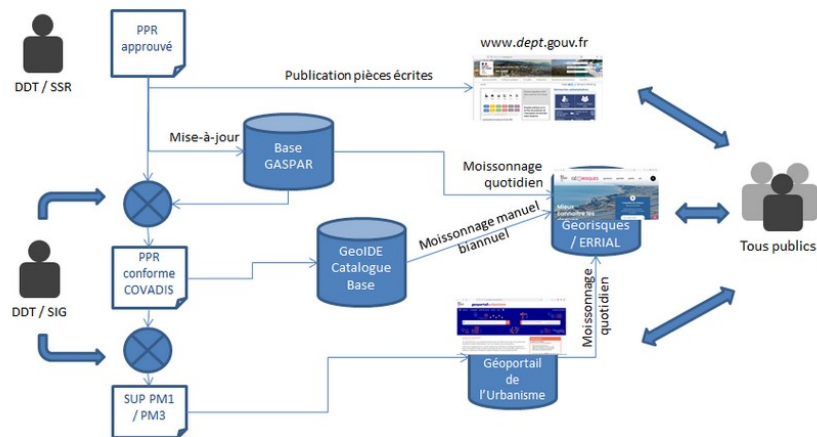 PPR
approuvé
DDT / SSR
www.dept.gouv.fr
Publication pièces écrites
Mise-à-jour
Base
GASPAR
Moissonnage
quotidien
Mieux
connaître les
Géorisques
/ ERRIAL
Tous publics
Moissonnage manuel
biannuel
GeoIDE
Catalogue
Base
PPR
conforme
COVADIS
DDT / SIG
Moissonnage
quotidien
Géoportail
de
l'Urbanisme
SUP PM1
/ PM3